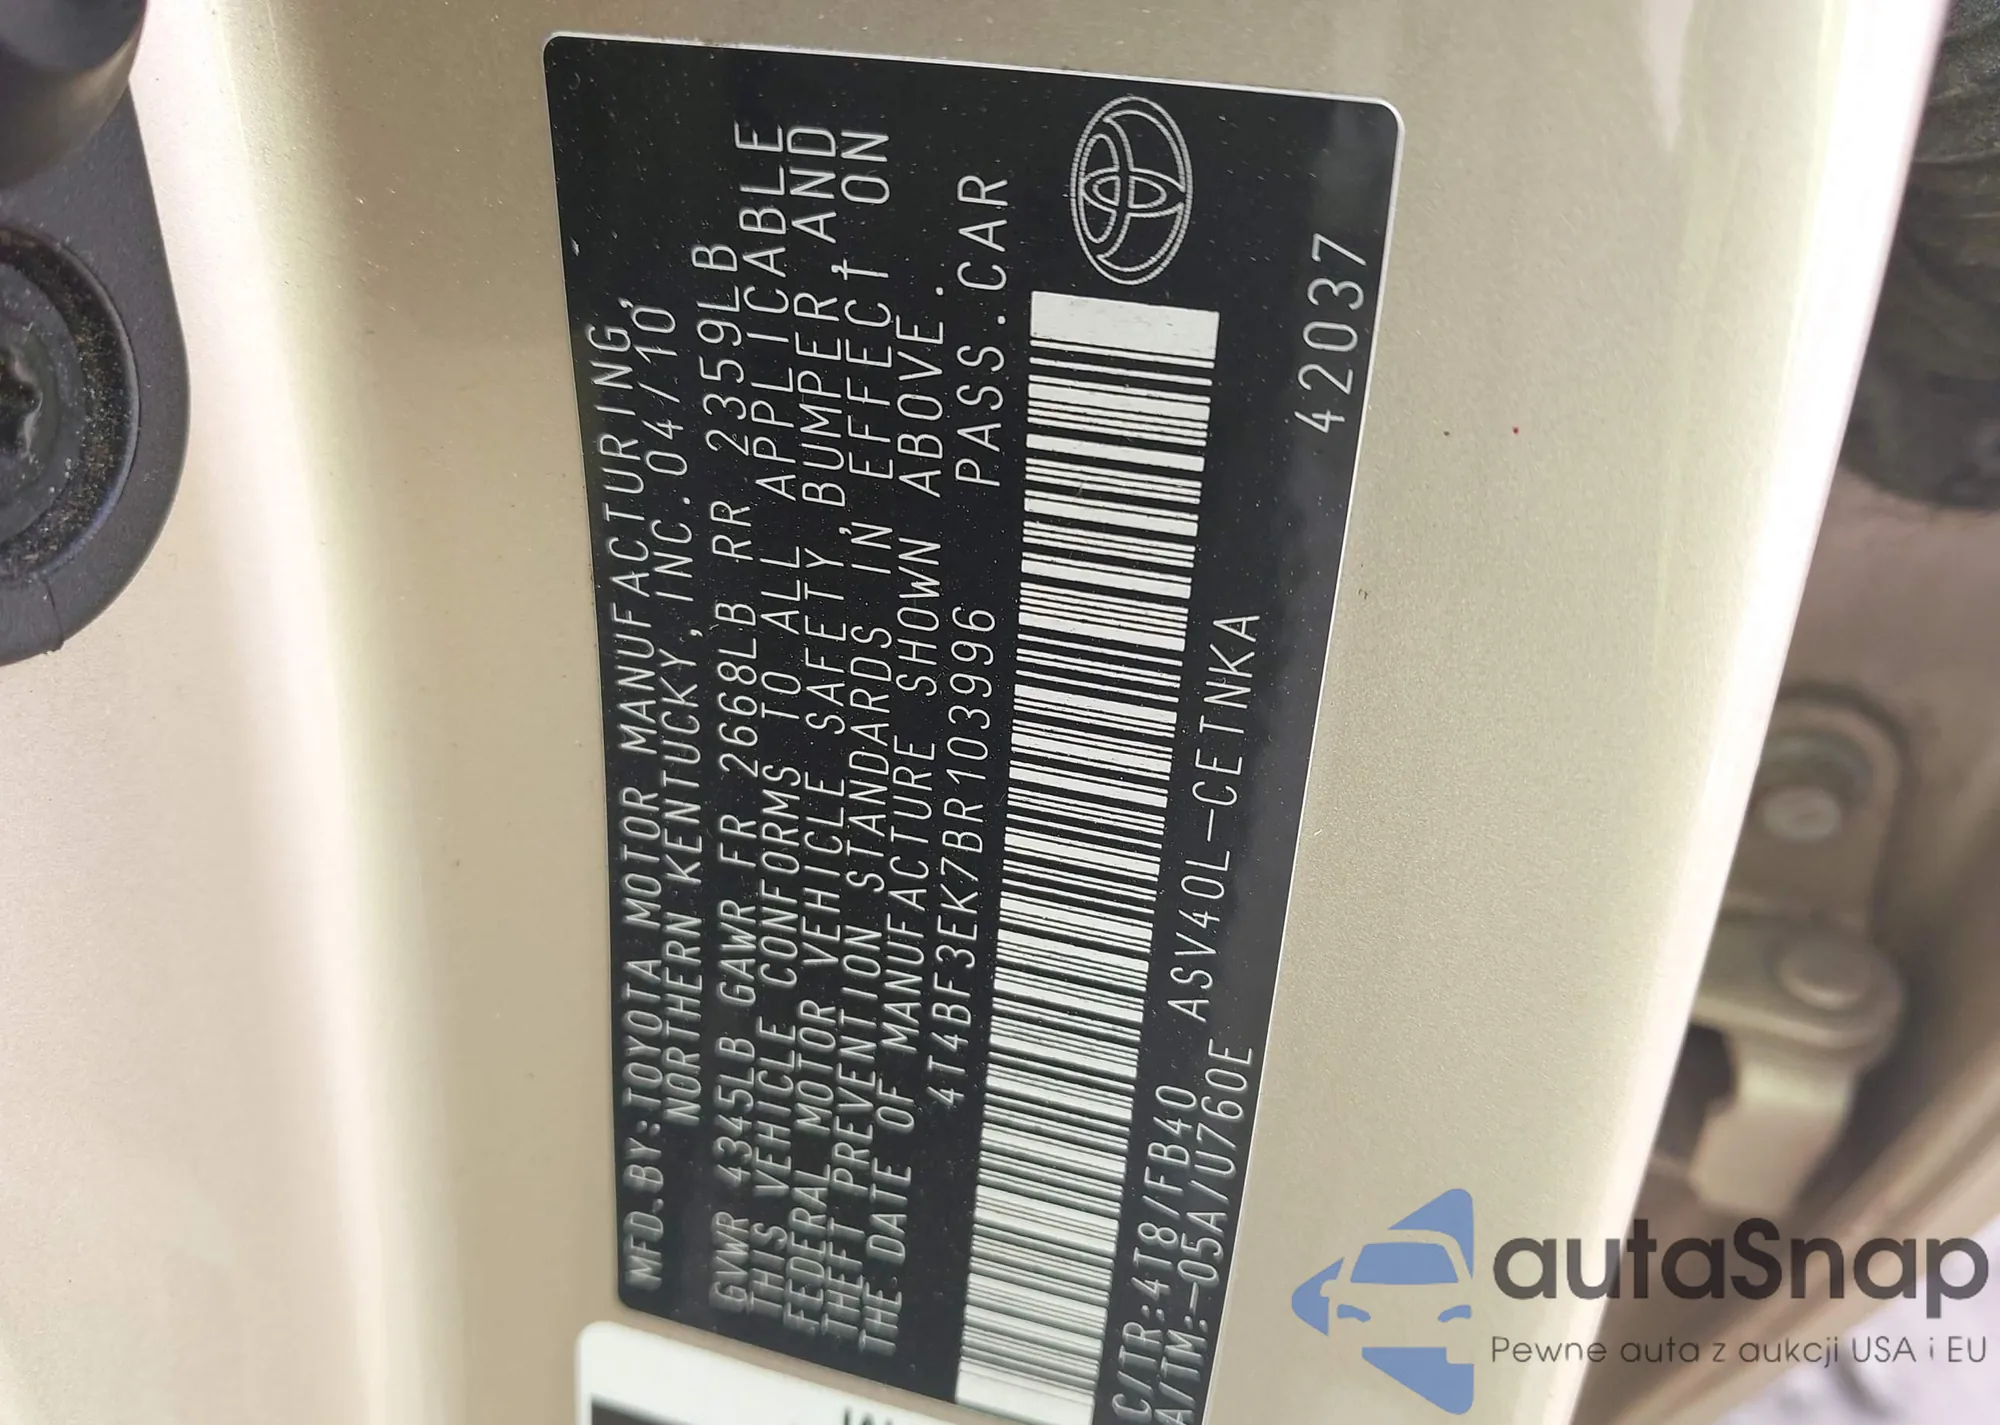 MFD.BY:TOYOTA MOTOR MANUFACTURING,
NORTHERN KENTUCKY, INC.04/10
GVWR 4345LB GAWR FR 2668LB RR 2359LB
THIS VEHICLE CONFORMS TO ALL APPLICABLE
FEDERAL MOTOR VEHICLE SAFETY, BUMPER AND
THEFT PREVENTION STANDARDS IN EFFECT ON
THE DATE OF MANUFACTURE SHOWN ABOVE.
4T4BF3EK7BR103996 PASS.CAR
C/TR:4T8/FB40 ASV40L-CETNKA
A/TM:-05A/U760E
42037
autaSnap
Pewne auta z aukcji USA i EU